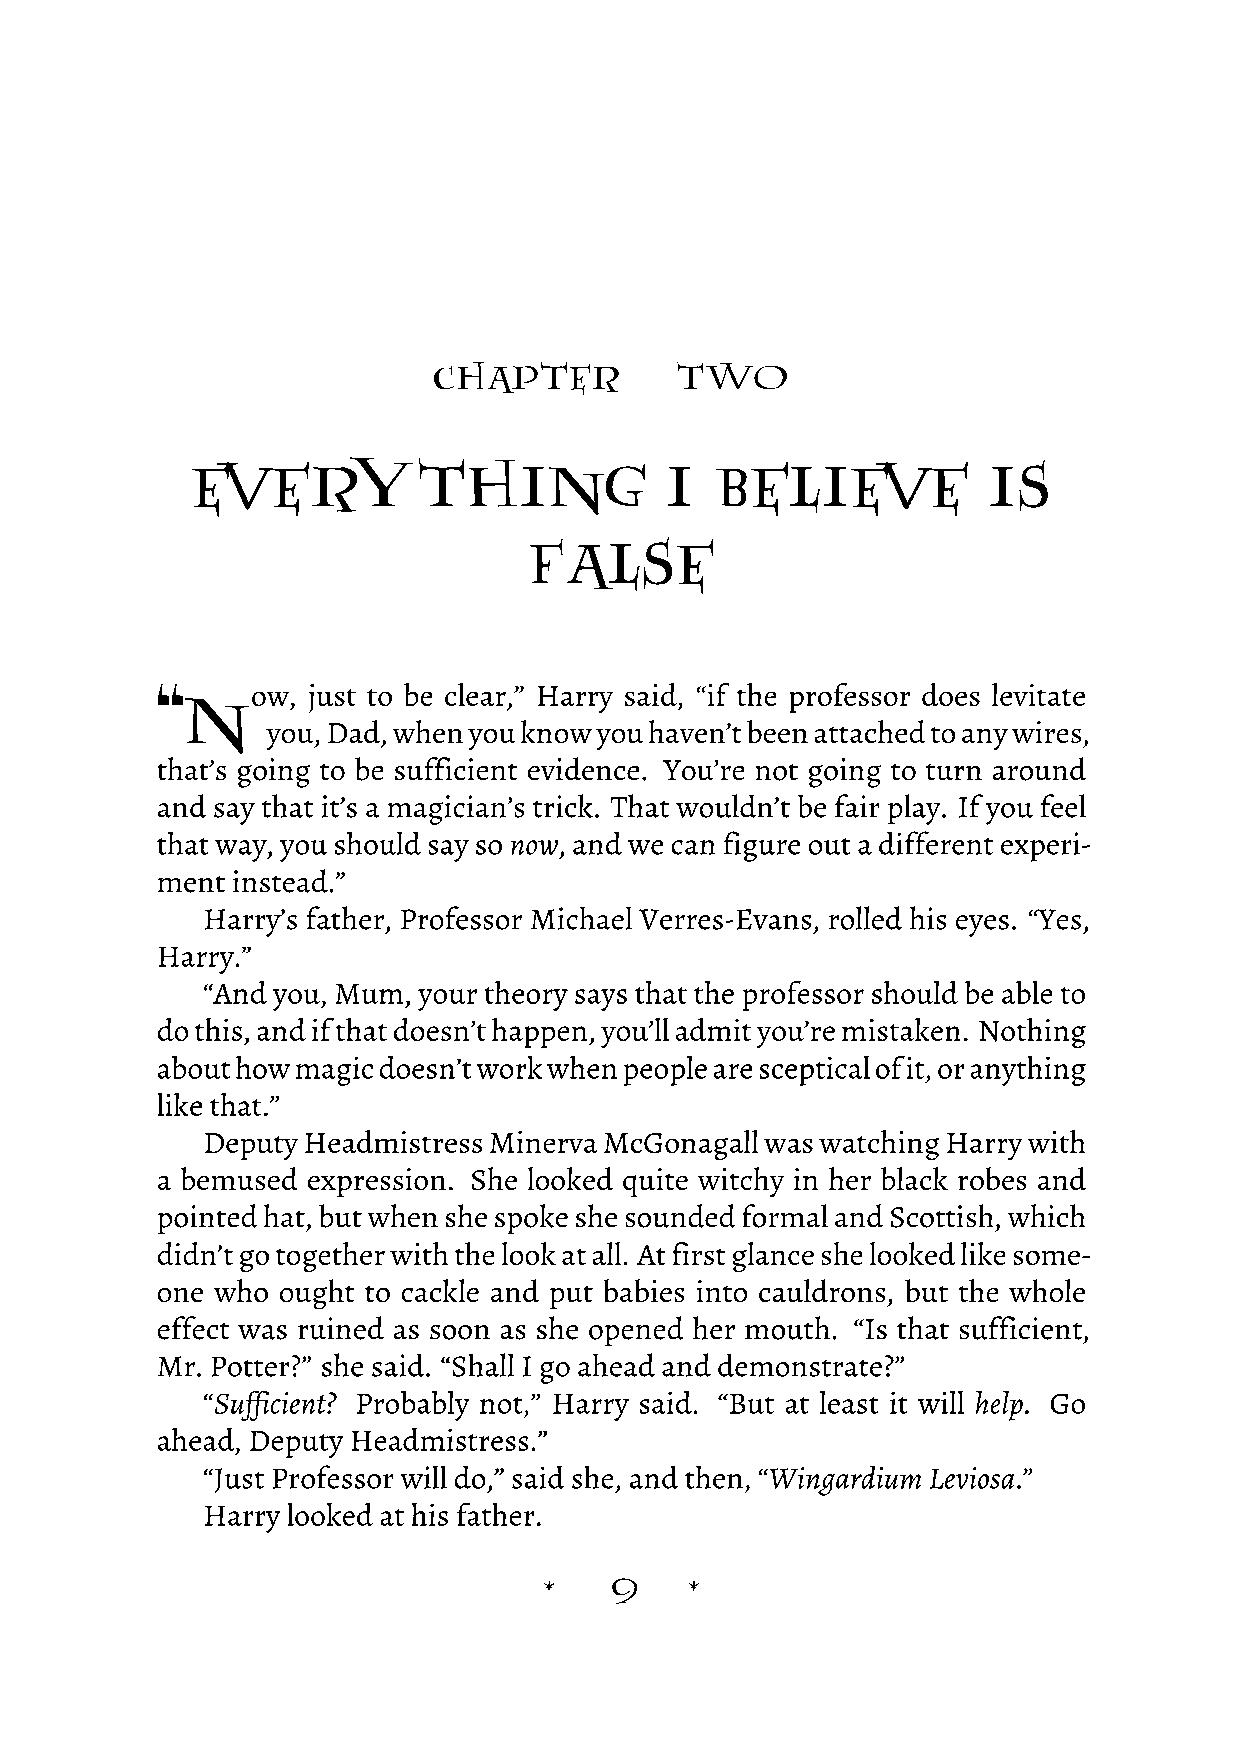 CHAPTER TWO
EVERYTHING I BELIEVE IS
FALSE
“Now, just to be clear,” Harry said, “if the professor does levitate
you, Dad, when you know you haven’t been attached to any wires,
that’s going to be sufficient evidence. You’re not going to turn around
and say that it’s a magician’s trick. That wouldn’t be fair play. If you feel
that way, you should say so now, and we can figure out a different experi-
ment instead.”
Harry’s father, Professor Michael Verres-Evans, rolled his eyes. “Yes,
Harry.”
“And you, Mum, your theory says that the professor should be able to
do this, and if that doesn’t happen, you’ll admit you’re mistaken. Nothing
about how magic doesn’t work when people are sceptical of it, or anything
like that.”
Deputy Headmistress Minerva McGonagall was watching Harry with
a bemused expression. She looked quite witchy in her black robes and
pointed hat, but when she spoke she sounded formal and Scottish, which
didn’t go together with the look at all. At first glance she looked like some-
one who ought to cackle and put babies into cauldrons, but the whole
effect was ruined as soon as she opened her mouth. “Is that sufficient,
Mr. Potter?” she said. “Shall I go ahead and demonstrate?”
“Sufficient? Probably not,” Harry said. “But at least it will help. Go
ahead, Deputy Headmistress.”
“Just Professor will do,” said she, and then, “Wingardium Leviosa.”
Harry looked at his father.
* 9 *